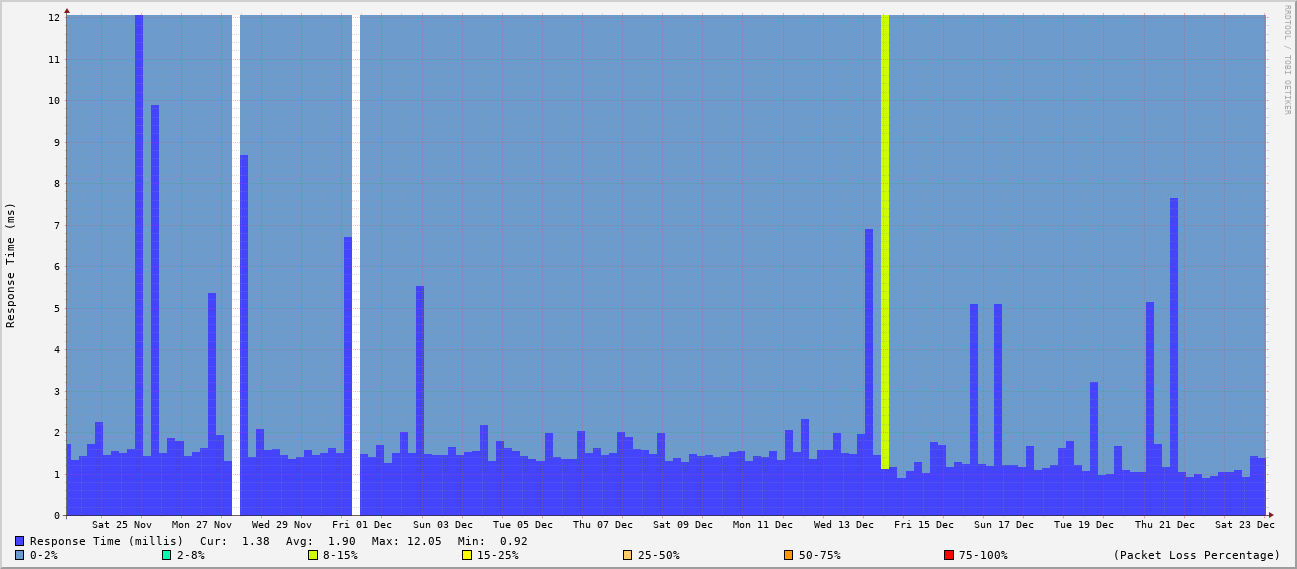 RRDTOOL / TOBI OETIKER
Response Time (ms)
12
11
10
9
8
7
6
5
4
3
2
1
0
Sat 25 Nov Mon 27 Nov Wed 29 Nov Fri 01 Dec Sun 03 Dec Tue 05 Dec Thu 07 Dec Sat 09 Dec Mon 11 Dec Wed 13 Dec Fri 15 Dec Sun 17 Dec Tue 19 Dec Thu 21 Dec Sat 23 Dec
Response Time (millis) Cur: 1.38 Avg: 1.90 Max: 12.05 Min: 0.92
0-2% 2-8% 8-15% 15-25% 25-50% 50-75% 75-100% (Packet Loss Percentage)